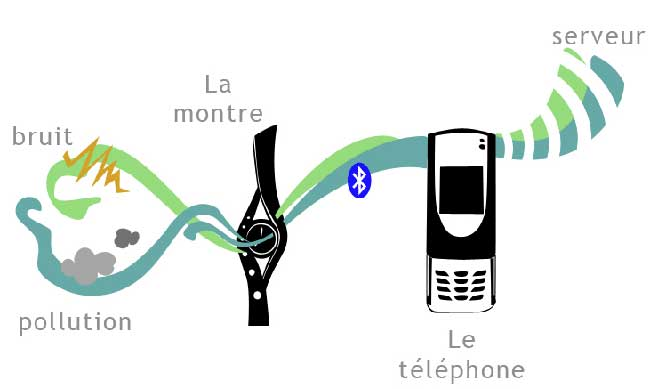 serveur
La
montre
bruit
pollution
Le
téléphone